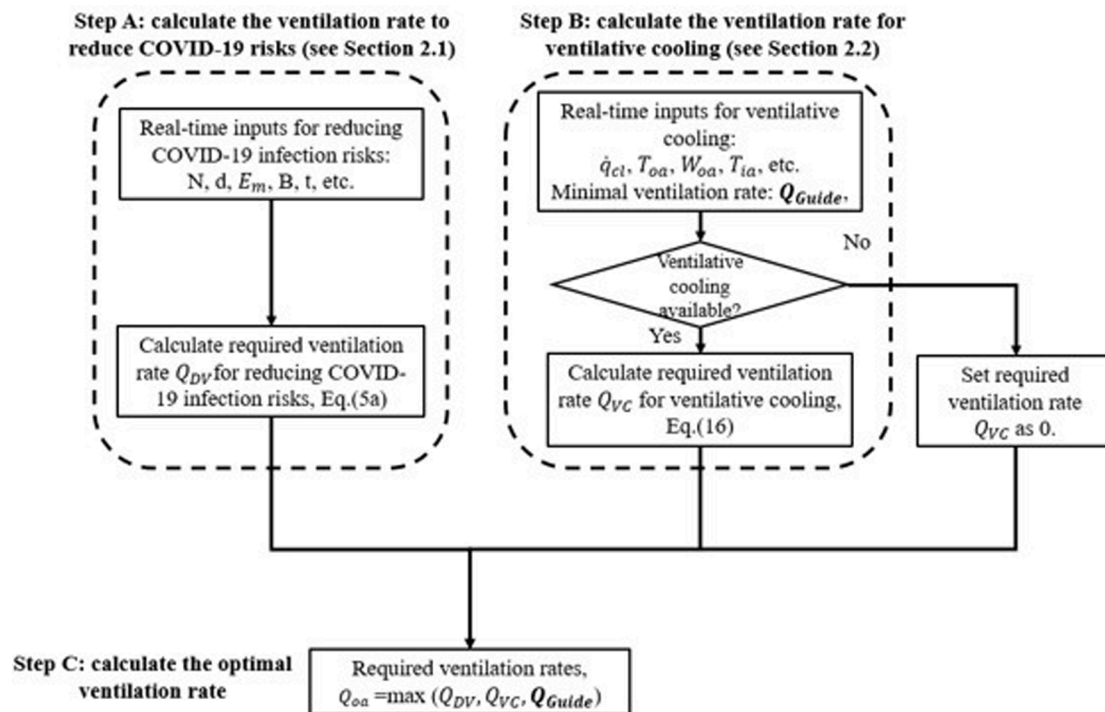 Step A: calculate the ventilation rate to
reduce COVID-19 risks (see Section 2.1)
Real-time inputs for reducing
COVID-19 infection risks:
N, d, E_m, B, t, etc.
Calculate required ventilation
rate Q_DV for reducing COVID-
19 infection risks, Eq.(5a)
Step B: calculate the ventilation rate for
ventilative cooling (see Section 2.2)
Real-time inputs for ventilative
cooling:
q̇_cl, T_oa, W_oa, T_ia, etc.
Minimal ventilation rate: Q_Guide,
Ventilative
cooling
available?
No
Yes
Calculate required ventilation
rate Q_VC for ventilative cooling,
Eq.(16)
Set required
ventilation rate
Q_VC as 0.
Step C: calculate the optimal
ventilation rate
Required ventilation rates,
Q_oa =max (Q_DV, Q_VC, Q_Guide)